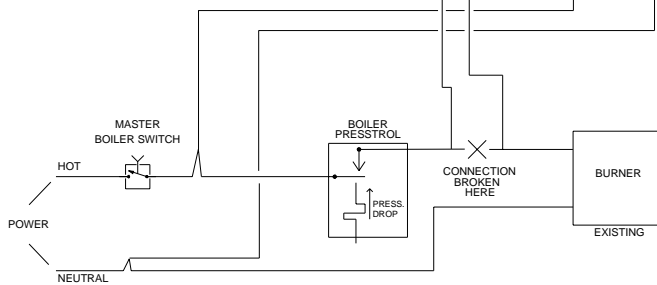 MASTER
BOILER SWITCH
BOILER
PRESSTROL
HOT
CONNECTION
BROKEN
HERE
BURNER
PRESS.
DROP
POWER
EXISTING
NEUTRAL